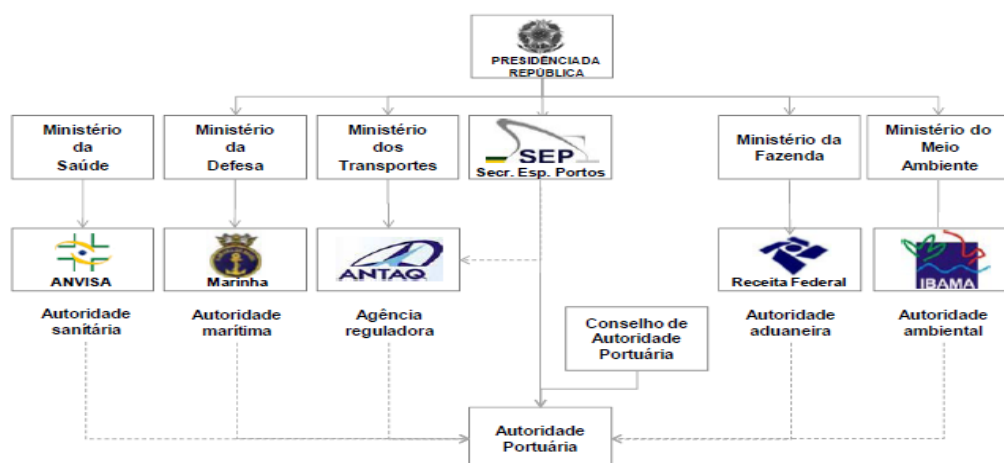 PRESIDÊNCIA DA
REPÚBLICA
Ministério
da
Saúde
Ministério
da
Defesa
Ministério
dos
Transportes
SEP
Secr. Esp. Portos
Ministério da
Fazenda
Ministério do
Meio
Ambiente
ANVISA
Marinha
ANTAQ
Receita Federal
IBAMA
Autoridade
sanitária
Autoridade
marítima
Agência
reguladora
Conselho de
Autoridade
Portuária
Autoridade
aduaneira
Autoridade
ambiental
Autoridade
Portuária